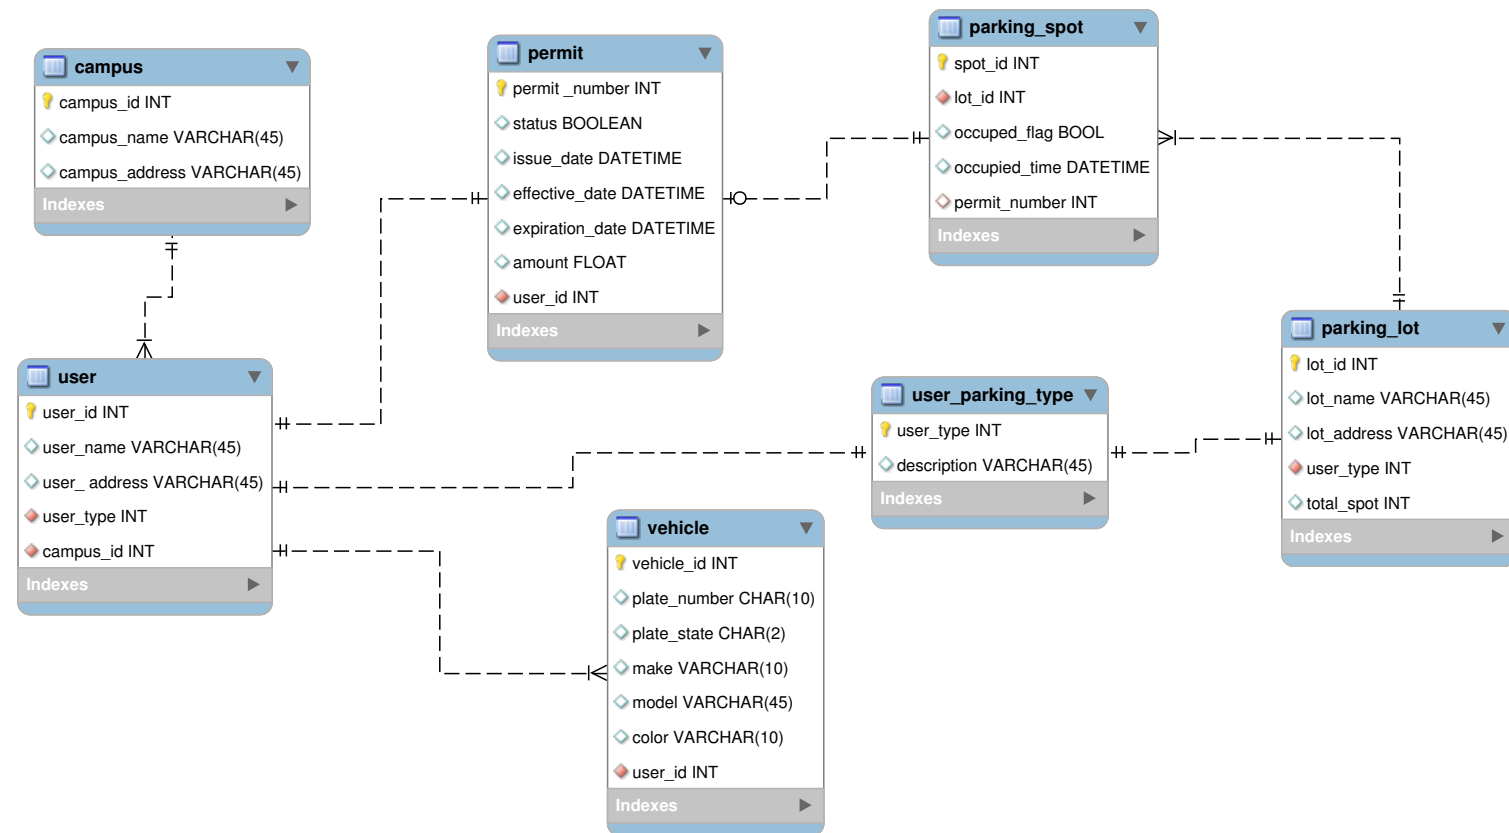 campus
campus_id INT
campus_name VARCHAR(45)
campus_address VARCHAR(45)
Indexes
permit
permit _number INT
status BOOLEAN
issue_date DATETIME
effective_date DATETIME
expiration_date DATETIME
amount FLOAT
user_id INT
Indexes
parking_spot
spot_id INT
lot_id INT
occuped_flag BOOL
occupied_time DATETIME
permit_number INT
Indexes
user
user_id INT
user_name VARCHAR(45)
user_ address VARCHAR(45)
user_type INT
campus_id INT
Indexes
user_parking_type
user_type INT
description VARCHAR(45)
Indexes
parking_lot
lot_id INT
lot_name VARCHAR(45)
lot_address VARCHAR(45)
user_type INT
total_spot INT
Indexes
vehicle
vehicle_id INT
plate_number CHAR(10)
plate_state CHAR(2)
make VARCHAR(10)
model VARCHAR(45)
color VARCHAR(10)
user_id INT
Indexes